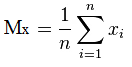 Mx = \frac{1}{n} \sum_{i=1}^{n} x_i